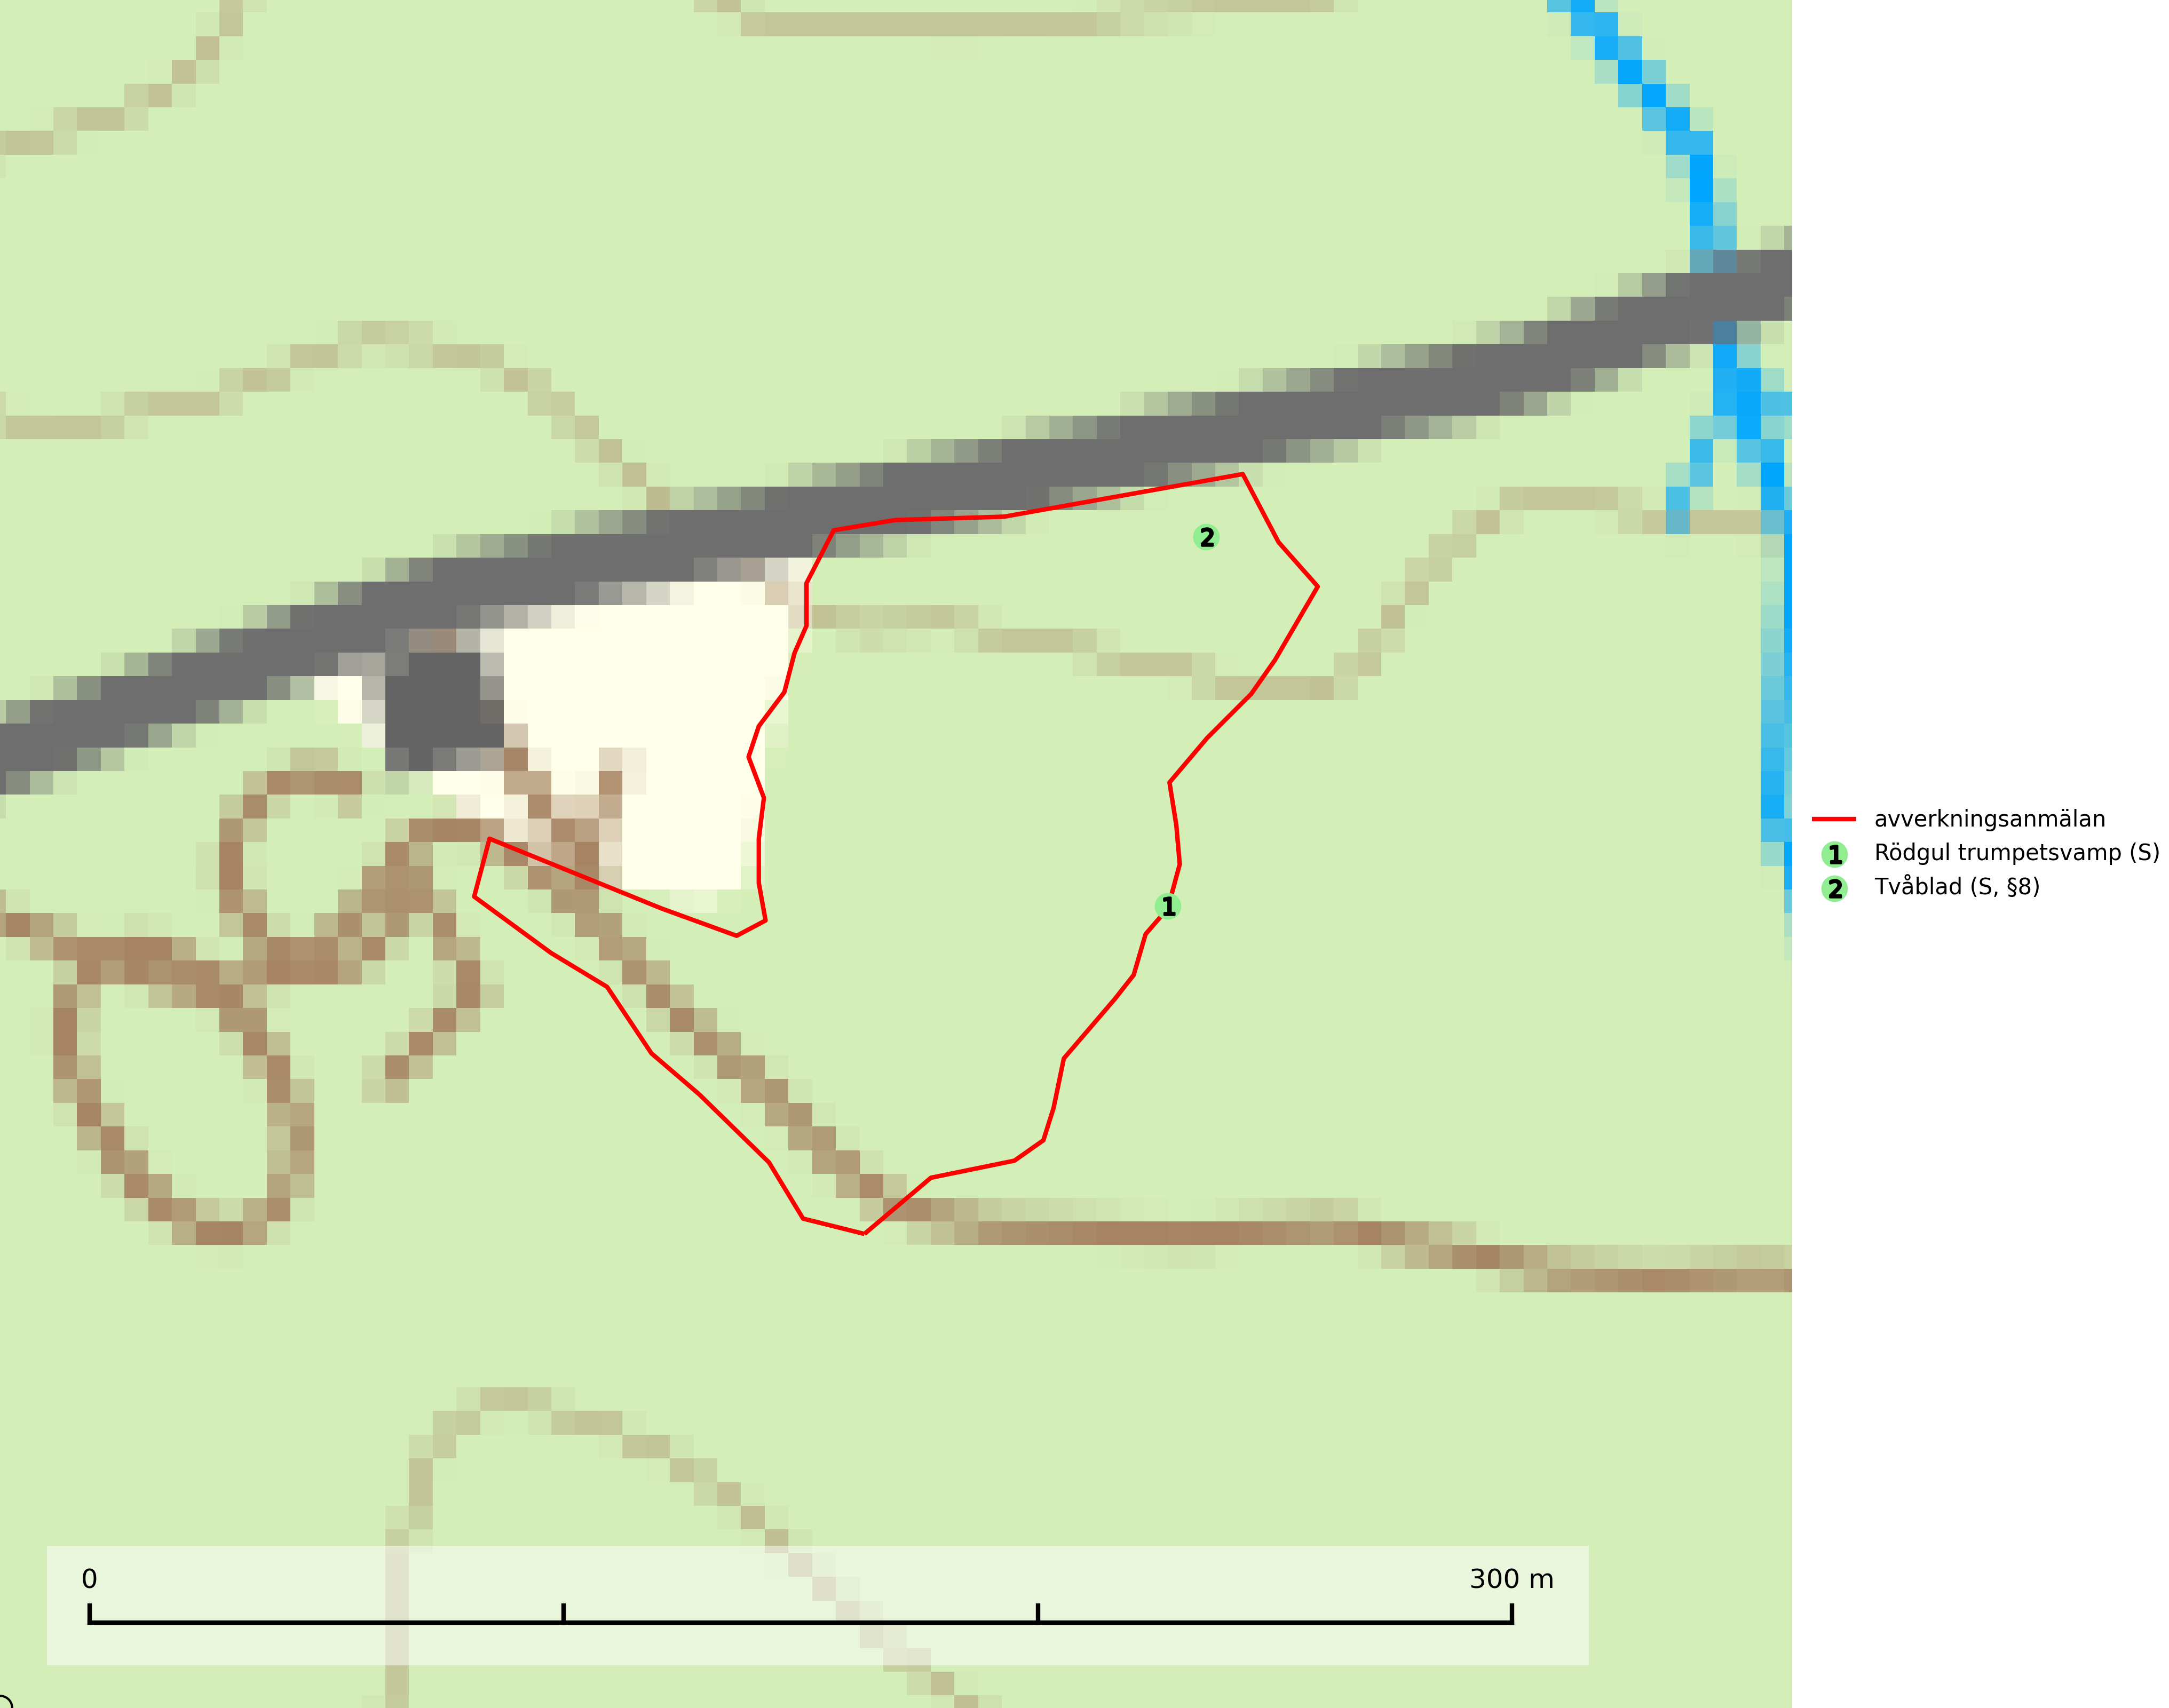 2
1
avverkningsanmälan
1 Rödgul trumpetsvamp (S)
2 Tvåblad (S, §8)
0 300 m